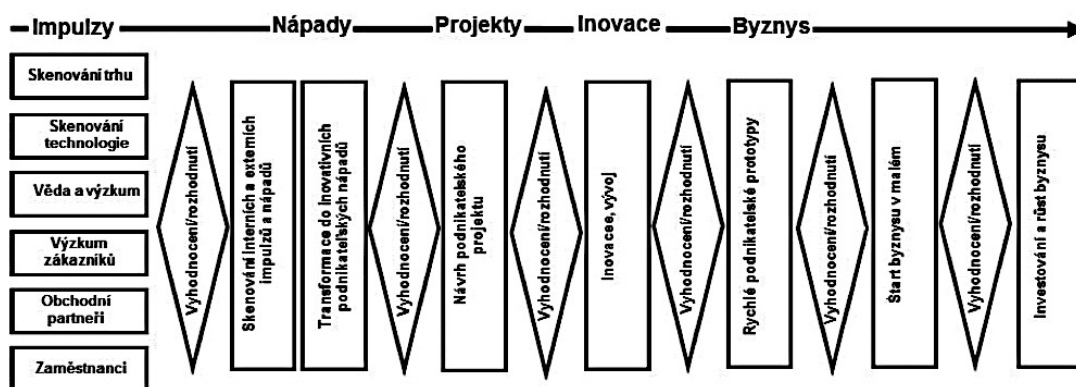 Impulzy Nápady Projekty Inovace Byznys
Skenování trhu
Skenování
technologie
Věda a výzkum
Výzkum
zákazníků
Obchodní
partneři
Zaměstnanci
Vyhodnocení/rozhodnutí
Skenování interních a externích
impulzů a nápadů
Transformace do inovativních
podnikatelských nápadů
Vyhodnocení/rozhodnutí
Návrh podnikatelského
projektu
Vyhodnocení/rozhodnutí
Inovacee, vývoj
Vyhodnocení/rozhodnutí
Rychlé podnikatelské prototypy
Vyhodnocení/rozhodnutí
Štart byznysu v malém
Vyhodnocení/rozhodnutí
Investování a růst byznysu